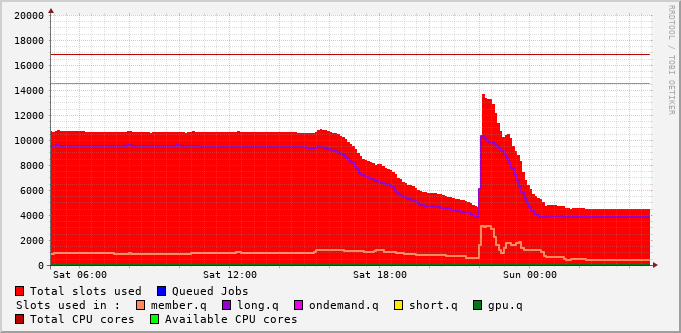 20000
18000
16000
14000
12000
10000
8000
6000
4000
2000
0
Sat 06:00 Sat 12:00 Sat 18:00 Sun 00:00
RRDTOOL / TOBI OETIKER
Total slots used Queued Jobs
Slots used in : member.q long.q ondemand.q short.q gpu.q
Total CPU cores Available CPU cores